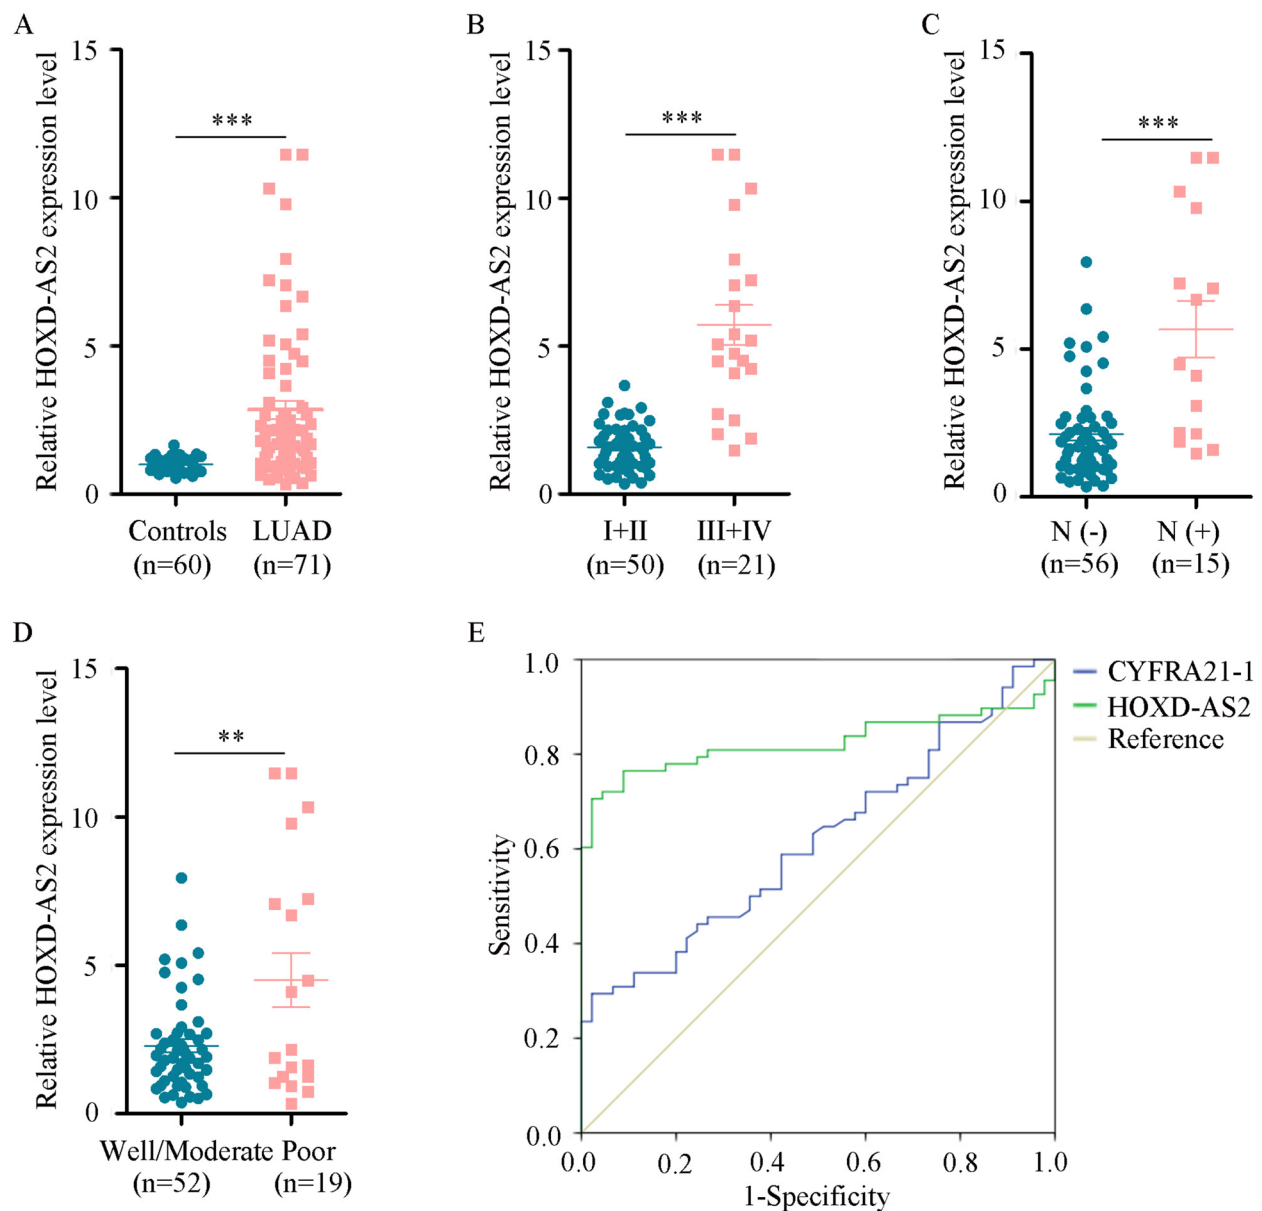 A
Relative HOXD-AS2 expression level
15
10
5
0
***
Controls
(n=60)
LUAD
(n=71)
B
Relative HOXD-AS2 expression level
15
10
5
0
***
I+II
(n=50)
III+IV
(n=21)
C
Relative HOXD-AS2 expression level
15
10
5
0
***
N (-)
(n=56)
N (+)
(n=15)
D
Relative HOXD-AS2 expression level
15
10
5
0
**
Well/Moderate
(n=52)
Poor
(n=19)
E
Sensitivity
1.0
0.8
0.6
0.4
0.2
0.0
0.0
0.2
0.4
0.6
0.8
1.0
1-Specificity
CYFRA21-1
HOXD-AS2
Reference